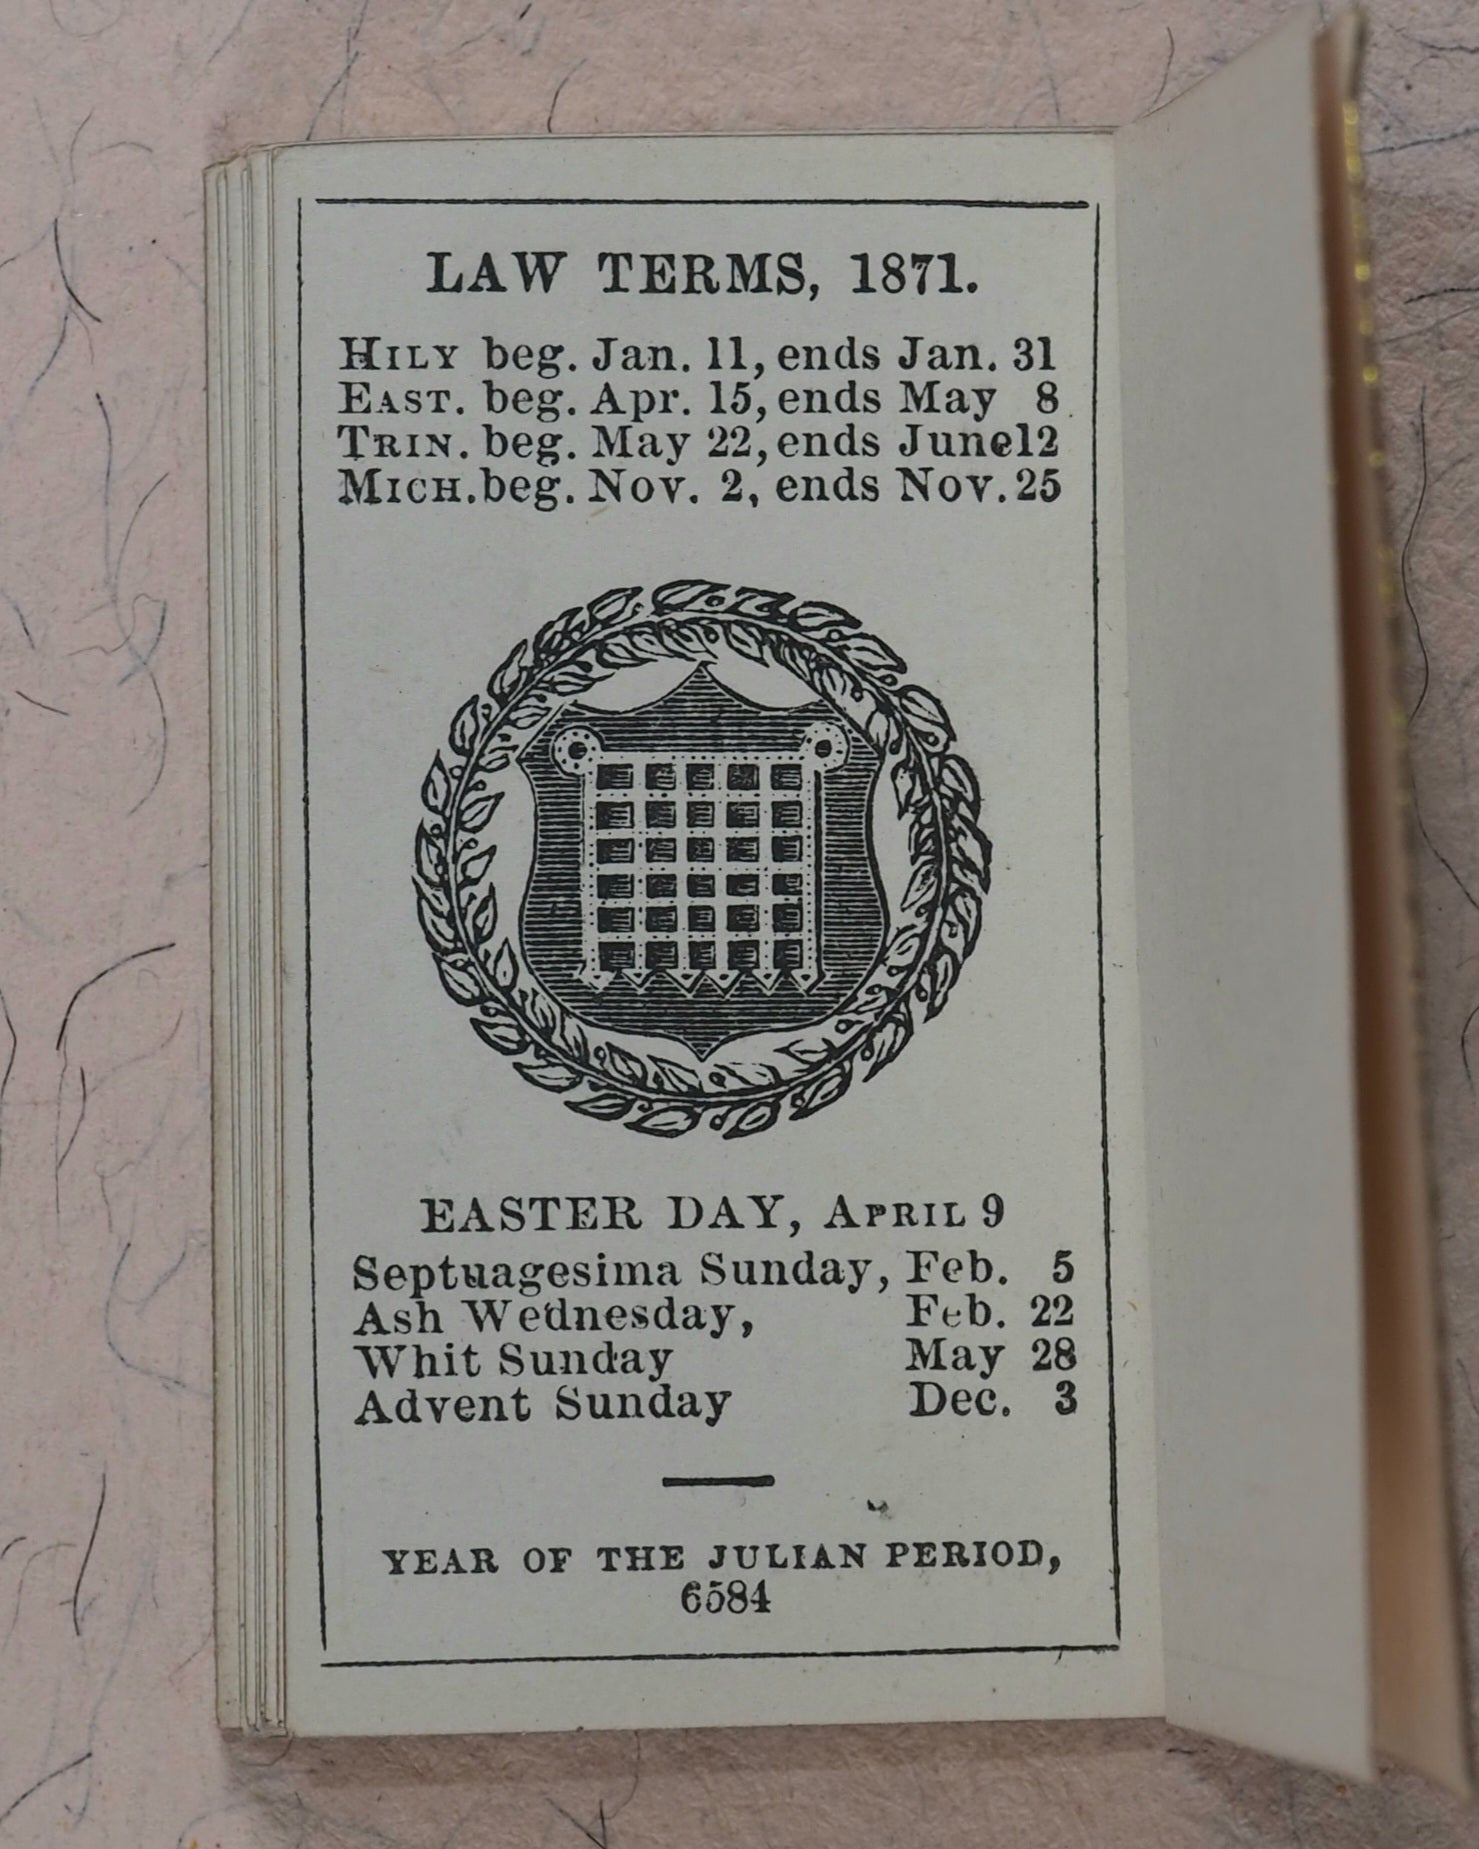 LAW TERMS, 1871.
HILY beg. Jan. 11, ends Jan. 31
EAST. beg. Apr. 15, ends May 8
TRIN. beg. May 22, ends June 12
MICH. beg. Nov. 2, ends Nov. 25
EASTER DAY, APRIL 9
Septuagesima Sunday, Feb. 5
Ash Wednesday, Feb. 22
Whit Sunday May 28
Advent Sunday Dec. 3
YEAR OF THE JULIAN PERIOD,
6584